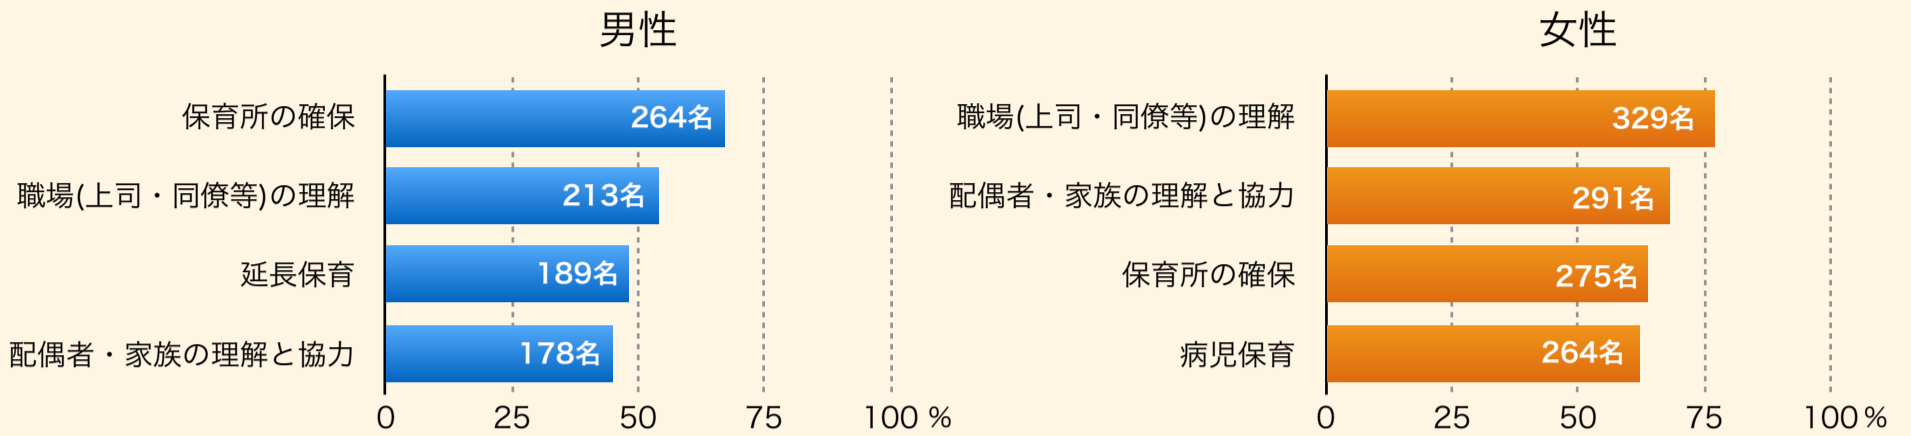 男性
保育所の確保 264名
職場(上司・同僚等)の理解 213名
延長保育 189名
配偶者・家族の理解と協力 178名
0 25 50 75 100 %
女性
職場(上司・同僚等)の理解 329名
配偶者・家族の理解と協力 291名
保育所の確保 275名
病児保育 264名
0 25 50 75 100 %